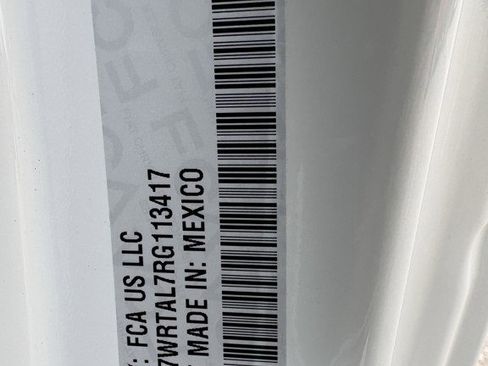 : FCA US LLC
7WRTAL7RG113417
MADE IN: MEXICO